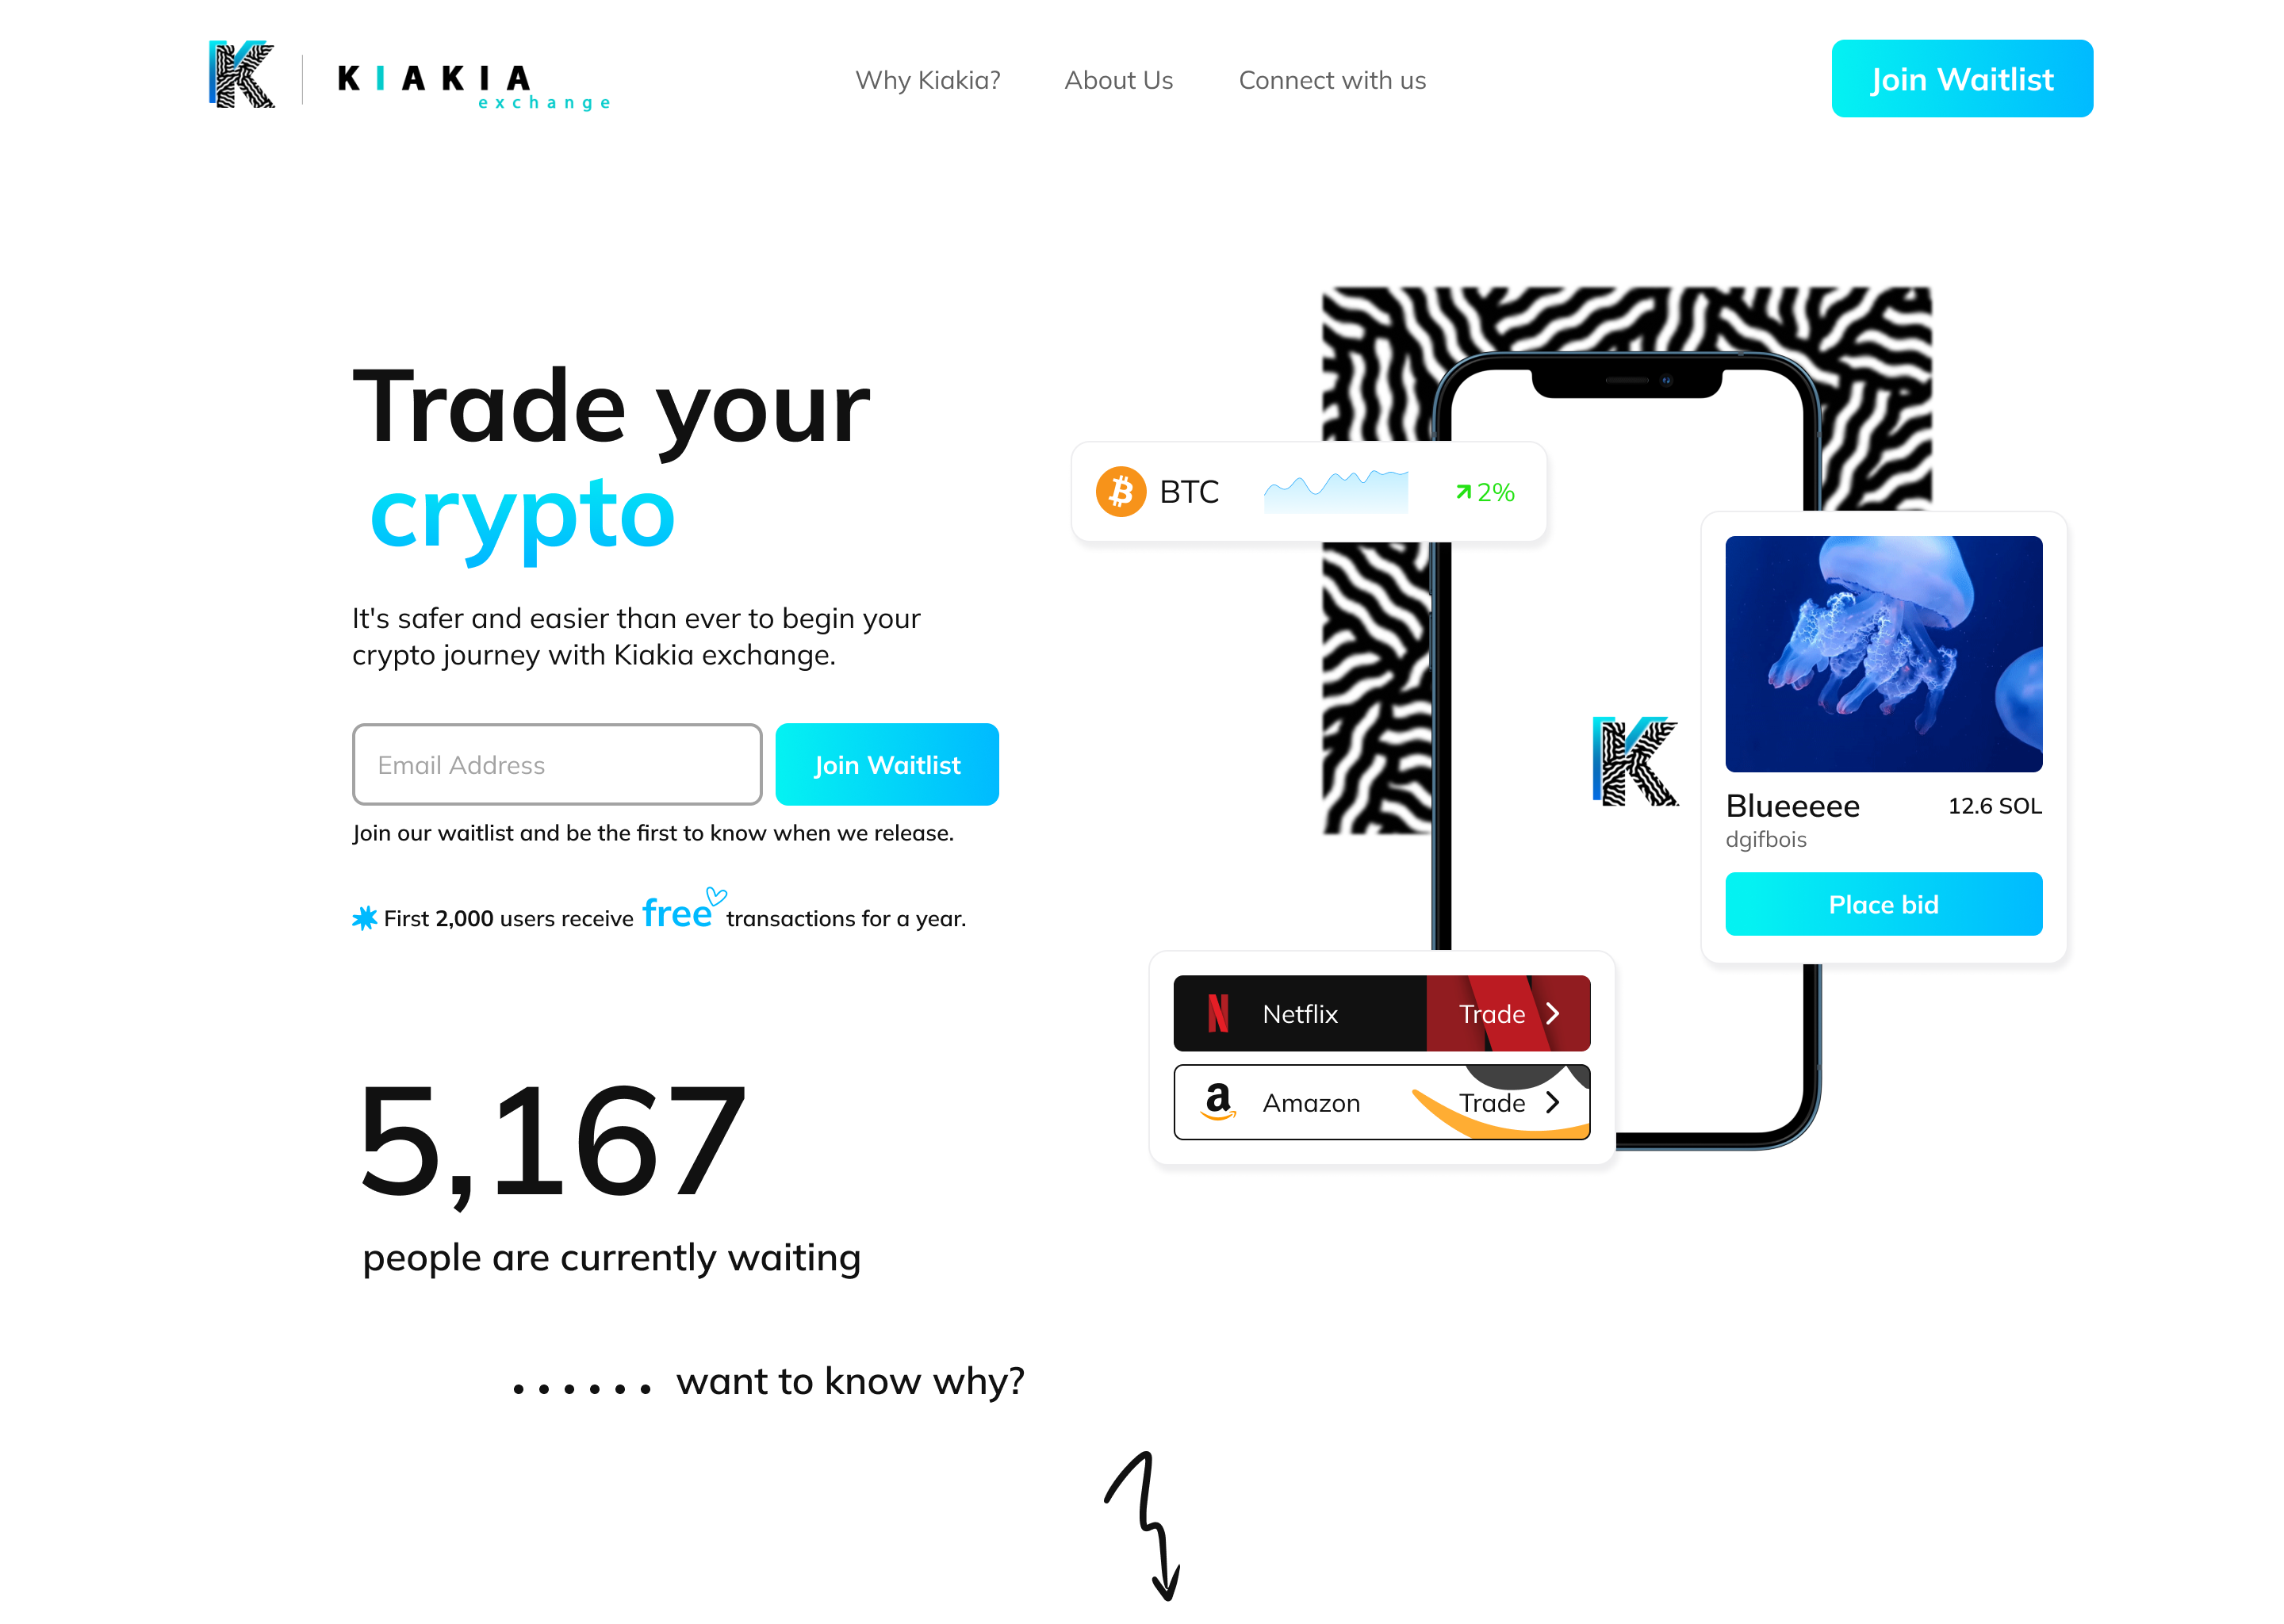 KIAKIA
exchange
Why Kiakia?
About Us
Connect with us
Join Waitlist
Trade your
crypto
It's safer and easier than ever to begin your
crypto journey with Kiakia exchange.
Email Address
Join Waitlist
Join our waitlist and be the first to know when we release.
First 2,000 users receive free transactions for a year.
5,167
people are currently waiting
...... want to know why?
BTC
2%
K
Blueeeee
12.6 SOL
dgifbois
Place bid
Netflix
Trade
Amazon
Trade